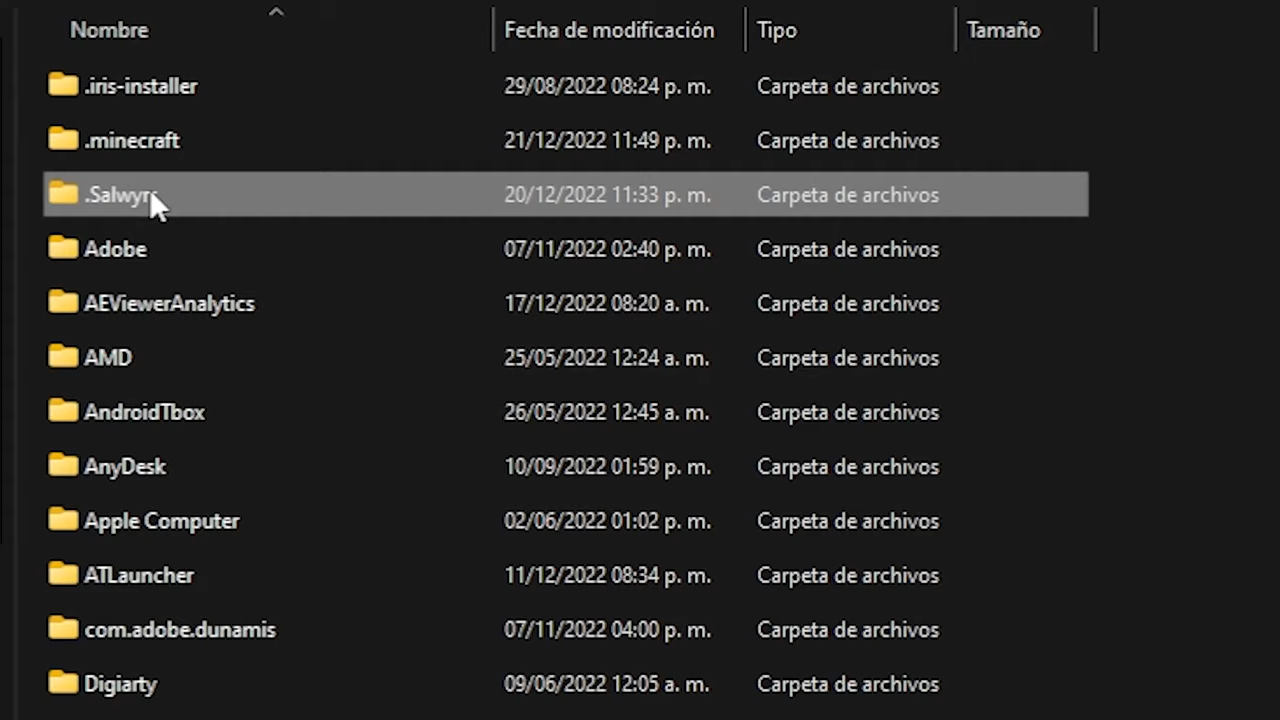 Nombre Fecha de modificación Tipo Tamaño
.iris-installer 29/08/2022 08:24 p. m. Carpeta de archivos
.minecraft 21/12/2022 11:49 p. m. Carpeta de archivos
20/12/2022 11:33 p. m. Carpeta de archivos
Adobe 07/11/2022 02:40 p. m. Carpeta de archivos
AEViewerAnalytics 17/12/2022 08:20 a. m. Carpeta de archivos
AMD 25/05/2022 12:24 a. m. Carpeta de archivos
AndroidTbox 26/05/2022 12:45 a. m. Carpeta de archivos
AnyDesk 10/09/2022 01:59 p. m. Carpeta de archivos
Apple Computer 02/06/2022 01:02 p. m. Carpeta de archivos
ATLauncher 11/12/2022 08:34 p. m. Carpeta de archivos
com.adobe.dunamis 07/11/2022 04:00 p. m. Carpeta de archivos
Digiarty 09/06/2022 12:05 a. m. Carpeta de archivos